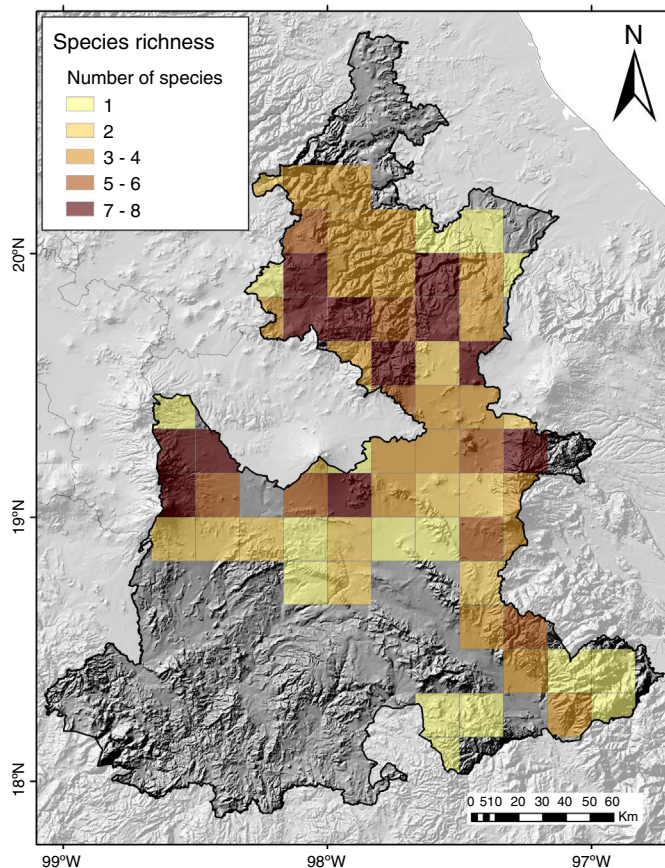 Species richness
Number of species
1
2
3 - 4
5 - 6
7 - 8
N
20°N
19°N
18°N
0 5 10 20 30 40 50 60
Km
99°W
98°W
97°W